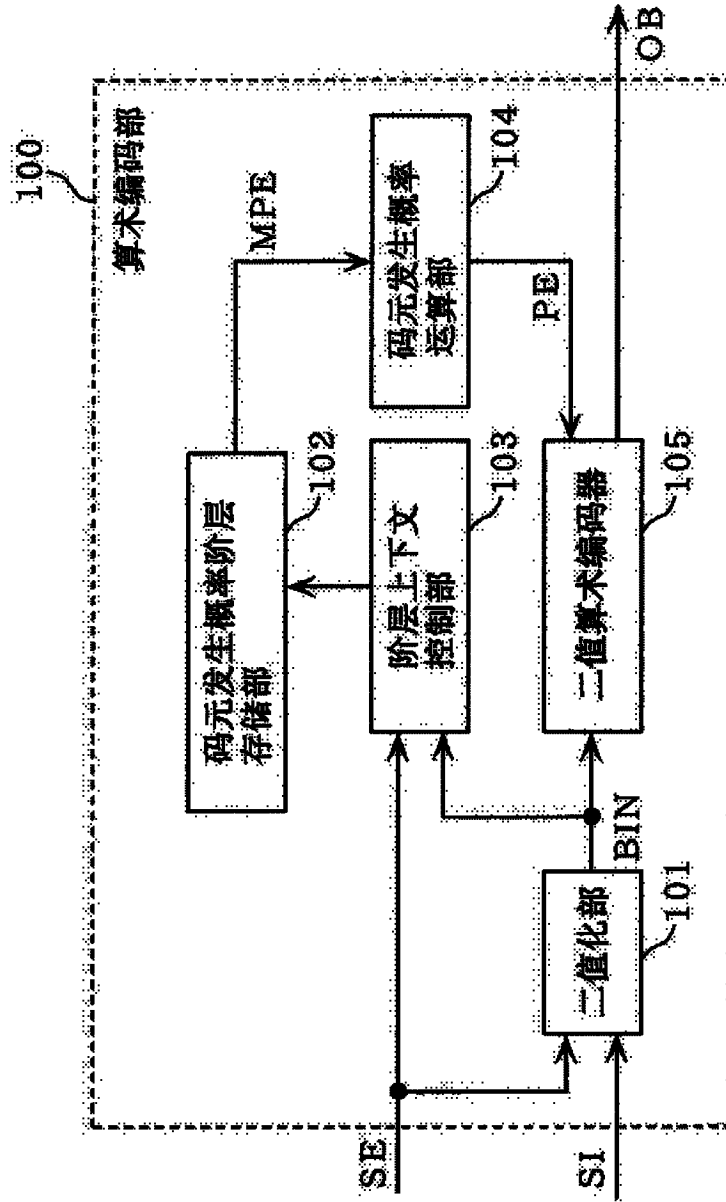 100
算术编码部
码元发生概率阶层
存储部
102
MPE
阶层上下文
控制部
103
码元发生概率
运算部
104
PE
SE
SI
二值化部
101
BIN
二值算术编码器
105
OB